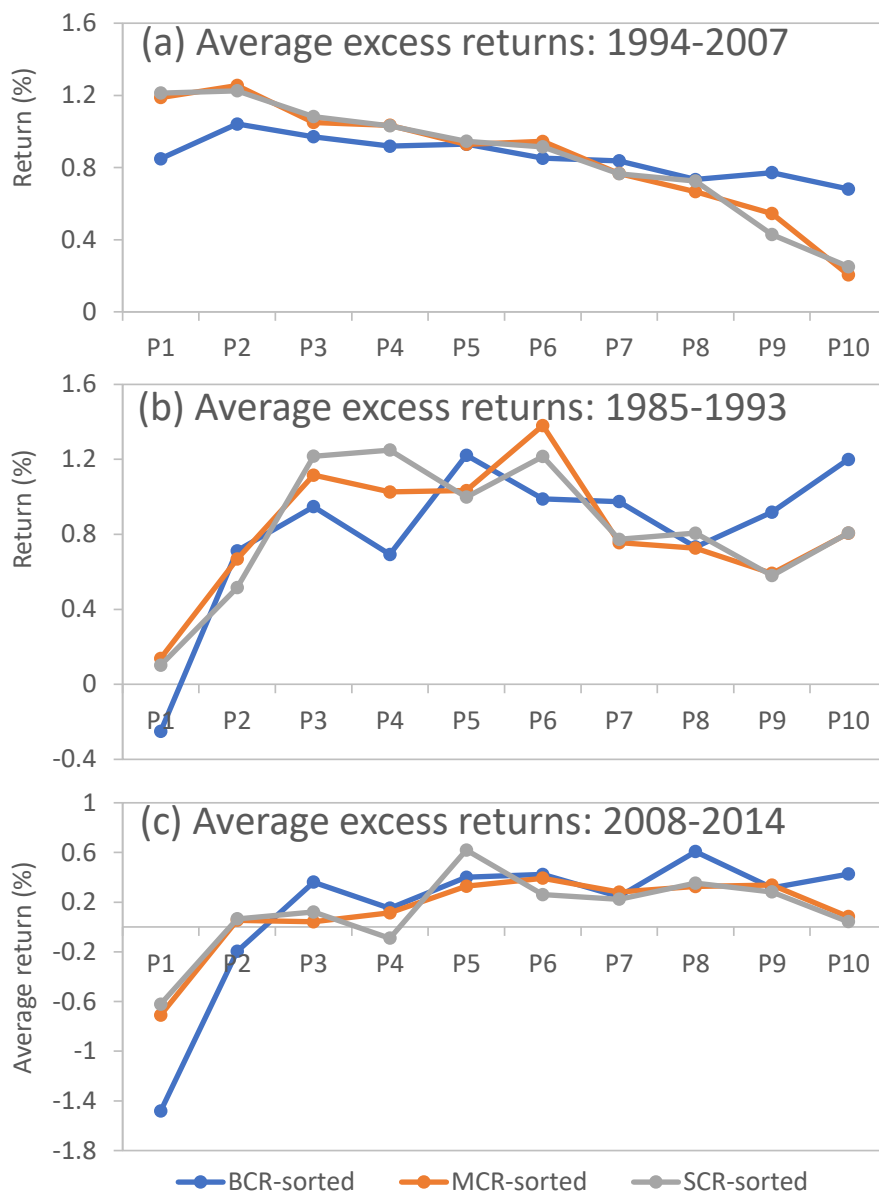 (a) Average excess returns: 1994-2007
Return (%)
1.6
1.2
0.8
0.4
0
P1 P2 P3 P4 P5 P6 P7 P8 P9 P10
(b) Average excess returns: 1985-1993
Return (%)
1.6
1.2
0.8
0.4
0
-0.4
P1 P2 P3 P4 P5 P6 P7 P8 P9 P10
(c) Average excess returns: 2008-2014
Average return (%)
1
0.6
0.2
-0.2
-0.6
-1
-1.4
-1.8
P1 P2 P3 P4 P5 P6 P7 P8 P9 P10
BCR-sorted MCR-sorted SCR-sorted